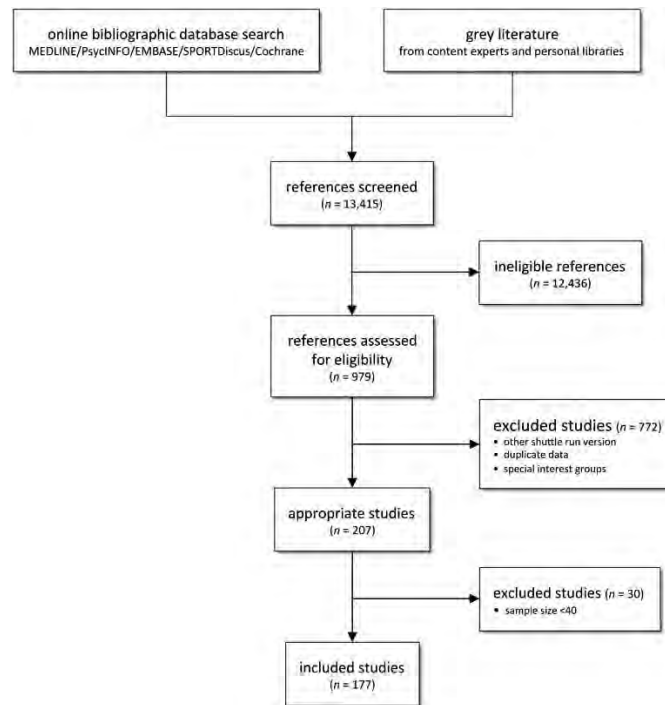 online bibliographic database search
MEDLINE/PsycINFO/EMBASE/SPORTDiscus/Cochrane
grey literature
from content experts and personal libraries
references screened
(n = 13,415)
ineligible references
(n = 12,436)
references assessed
for eligibility
(n = 979)
excluded studies (n = 772)
▪ other shuttle run version
▪ duplicate data
▪ special interest groups
appropriate studies
(n = 207)
excluded studies (n = 30)
▪ sample size <40
included studies
(n = 177)